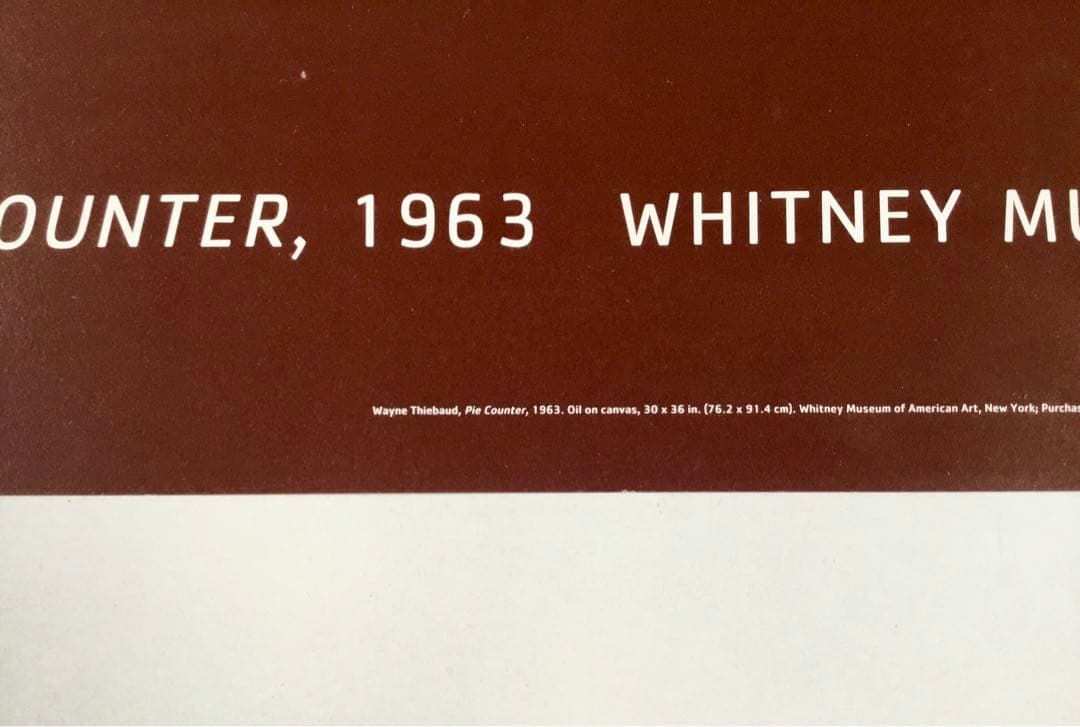 OUNTER, 1963 WHITNEY MU
Wayne Thiebaud, Pie Counter, 1963. Oil on canvas, 30 x 36 in. (76.2 x 91.4 cm). Whitney Museum of American Art, New York; Purchas